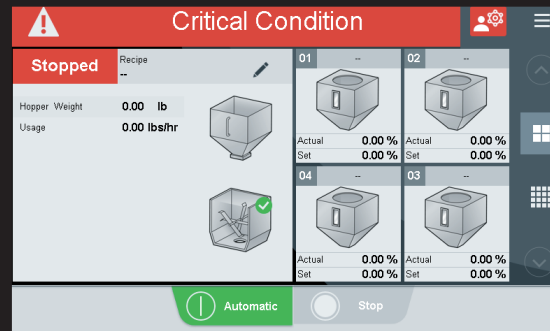 Critical Condition
Stopped
Recipe
--
Hopper Weight 0.00 lb
Usage 0.00 lbs/hr
01 --
Actual 0.00 %
Set 0.00 %
02 --
Actual 0.00 %
Set 0.00 %
04 --
Actual 0.00 %
Set 0.00 %
03 --
Actual 0.00 %
Set 0.00 %
Automatic
Stop